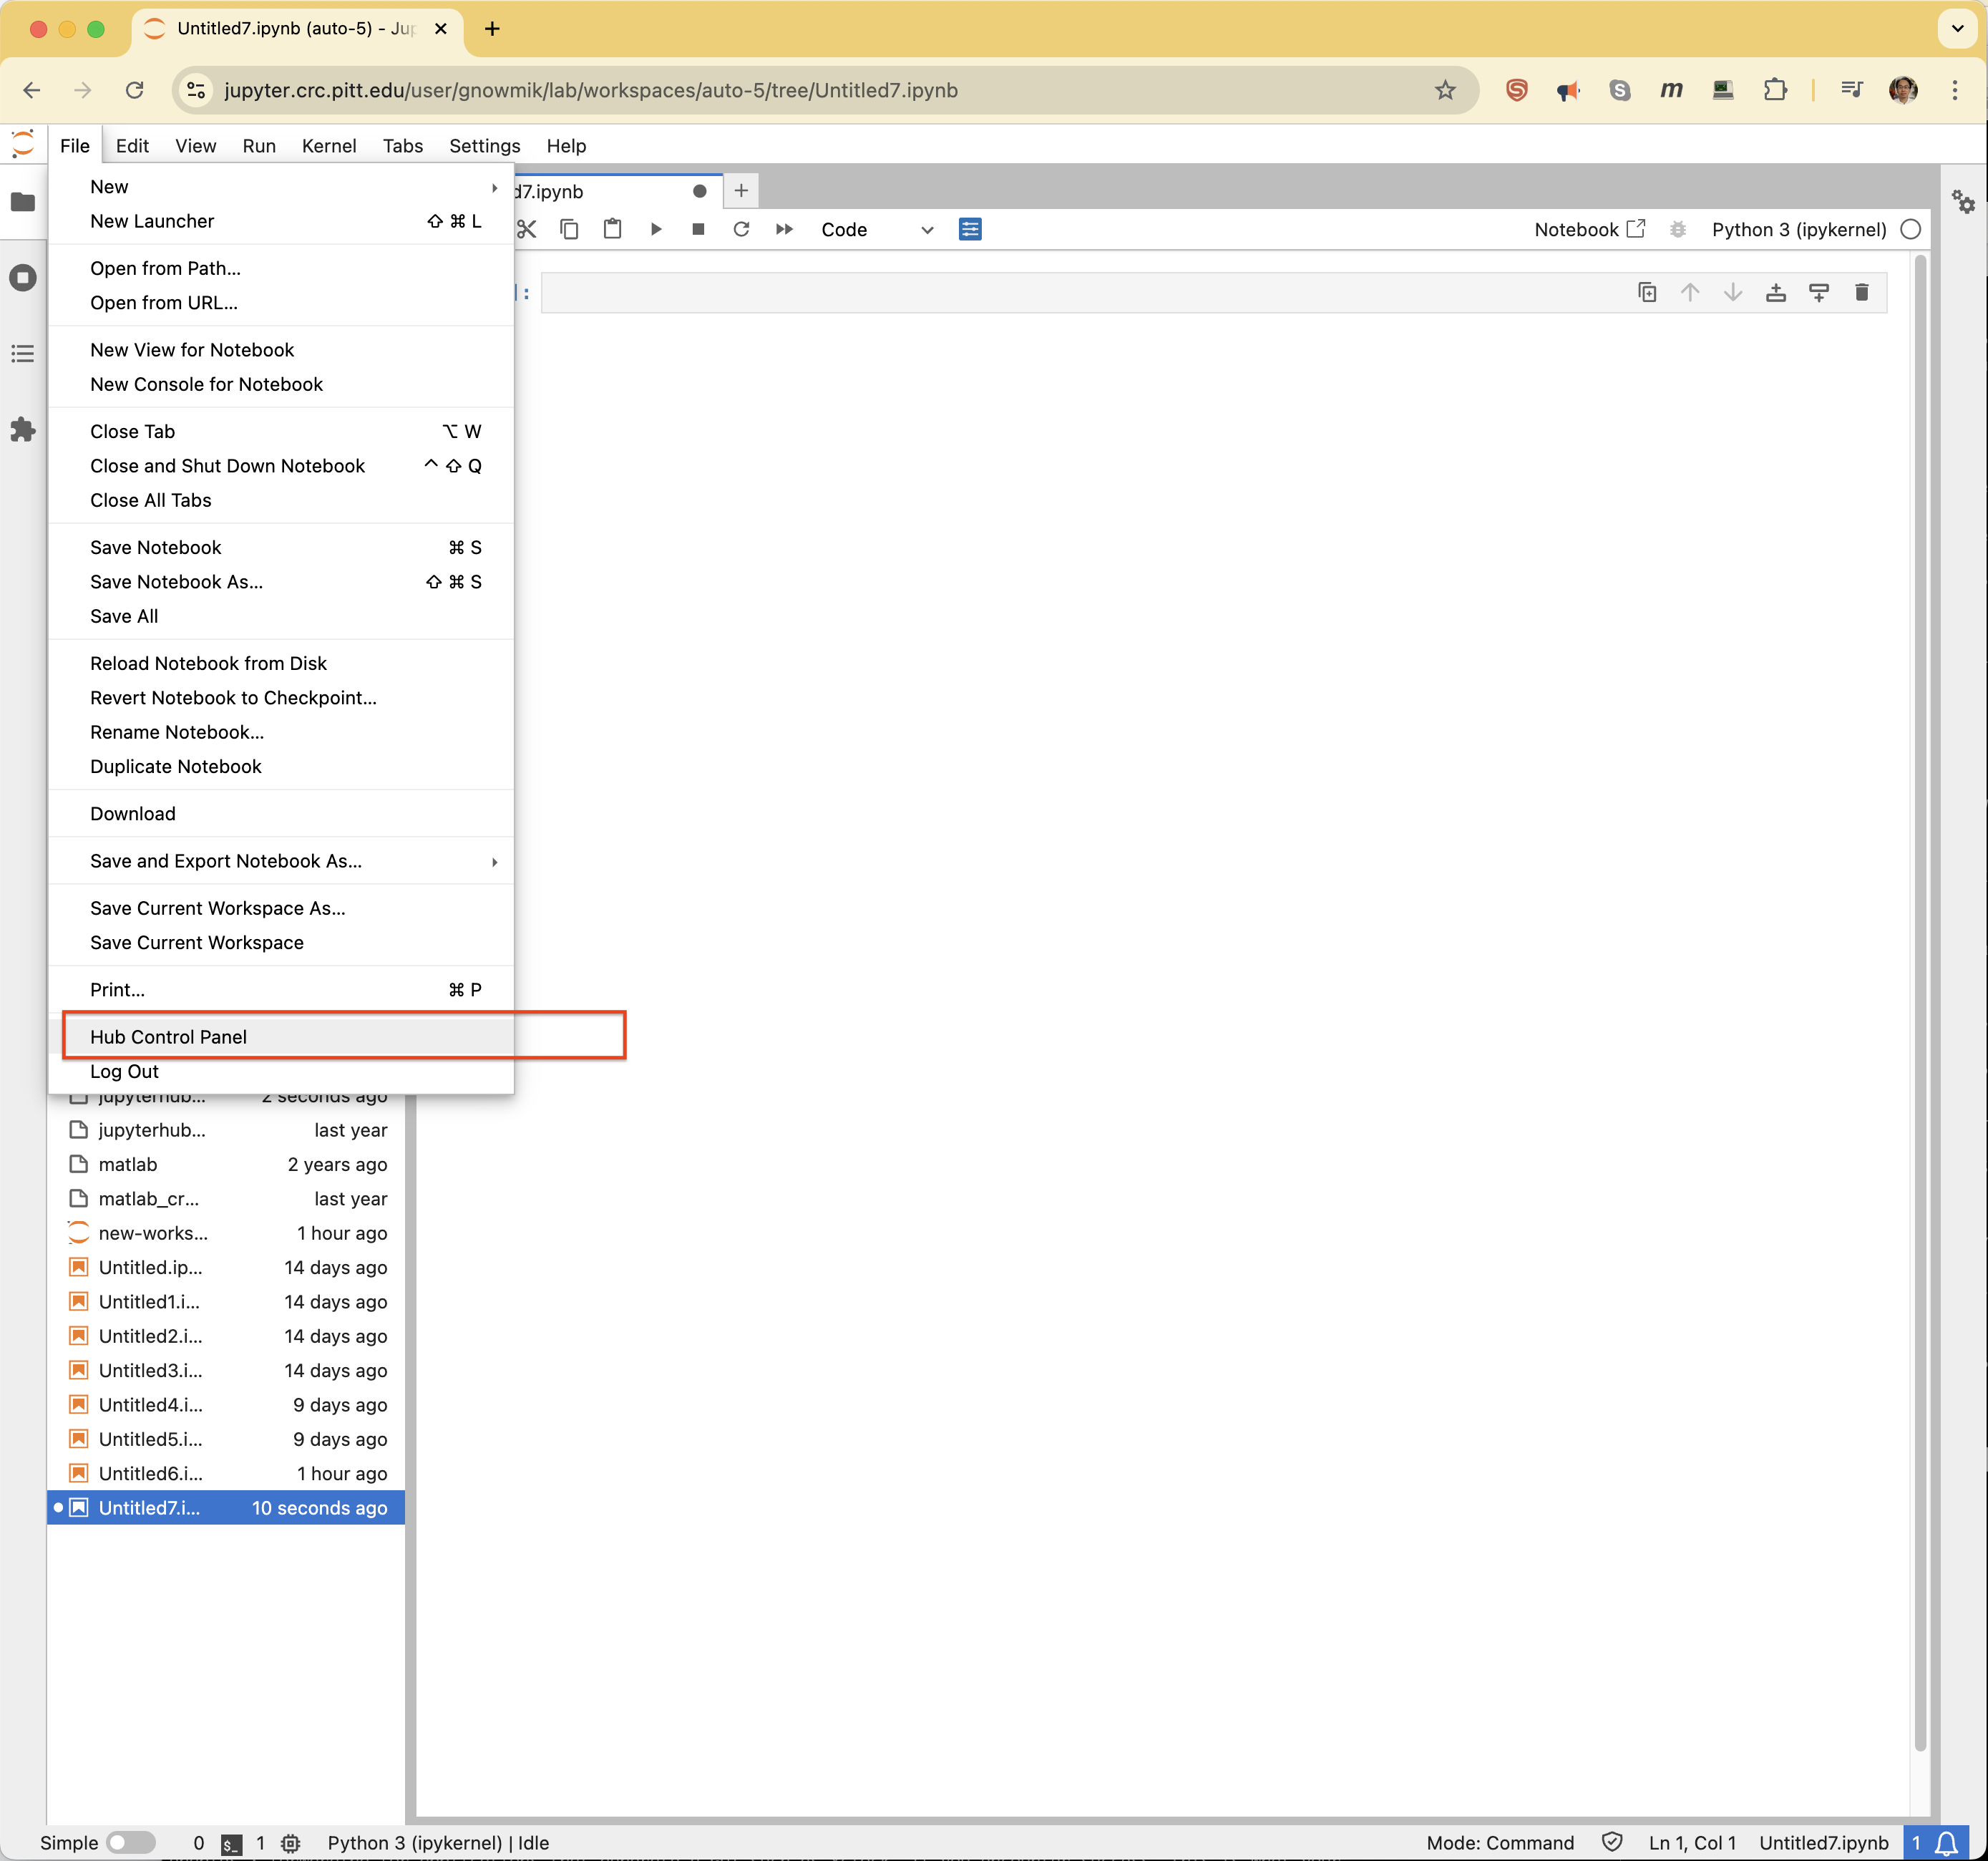 Untitled7.ipynb (auto-5) - Jup
jupyter.crc.pitt.edu/user/gnowmik/lab/workspaces/auto-5/tree/Untitled7.ipynb
File Edit View Run Kernel Tabs Settings Help
New
New Launcher ⇧ ⌘ L
Open from Path...
Open from URL...
New View for Notebook
New Console for Notebook
Close Tab ⌥ W
Close and Shut Down Notebook ^ ⇧ Q
Close All Tabs
Save Notebook ⌘ S
Save Notebook As... ⇧ ⌘ S
Save All
Reload Notebook from Disk
Revert Notebook to Checkpoint...
Rename Notebook...
Duplicate Notebook
Download
Save and Export Notebook As...
Save Current Workspace As...
Save Current Workspace
Print... ⌘ P
Hub Control Panel
Log Out
d7.ipynb
Code
Notebook
Python 3 (ipykernel)
]:
jupyterhub... 2 seconds ago
jupyterhub... last year
matlab 2 years ago
matlab_cr... last year
new-works... 1 hour ago
Untitled.ip... 14 days ago
Untitled1.i... 14 days ago
Untitled2.i... 14 days ago
Untitled3.i... 14 days ago
Untitled4.i... 9 days ago
Untitled5.i... 9 days ago
Untitled6.i... 1 hour ago
Untitled7.i... 10 seconds ago
Simple 0 $_ 1 Python 3 (ipykernel) | Idle Mode: Command Ln 1, Col 1 Untitled7.ipynb 1